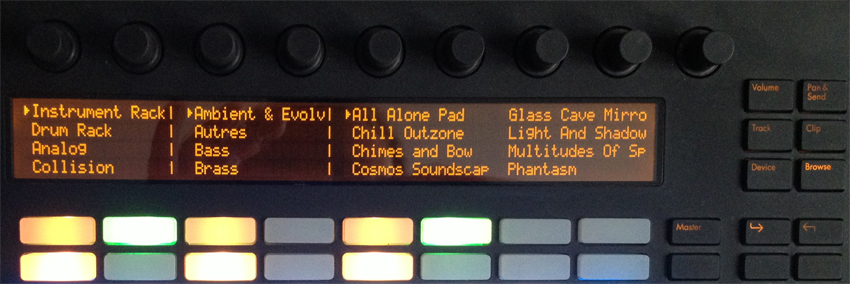 Volume Pan & Send
▶Instrument Rack| ▶Ambient & Evolv| ▶All Alone Pad Glass Cave Mirro
Drum Rack | Autres | Chill Outzone Light And Shadow
Track Clip
Analog | Bass | Chimes and Bow Multitudes Of Sp
Collision | Brass | Cosmos Soundscap Phantasm
Device Browse
Master